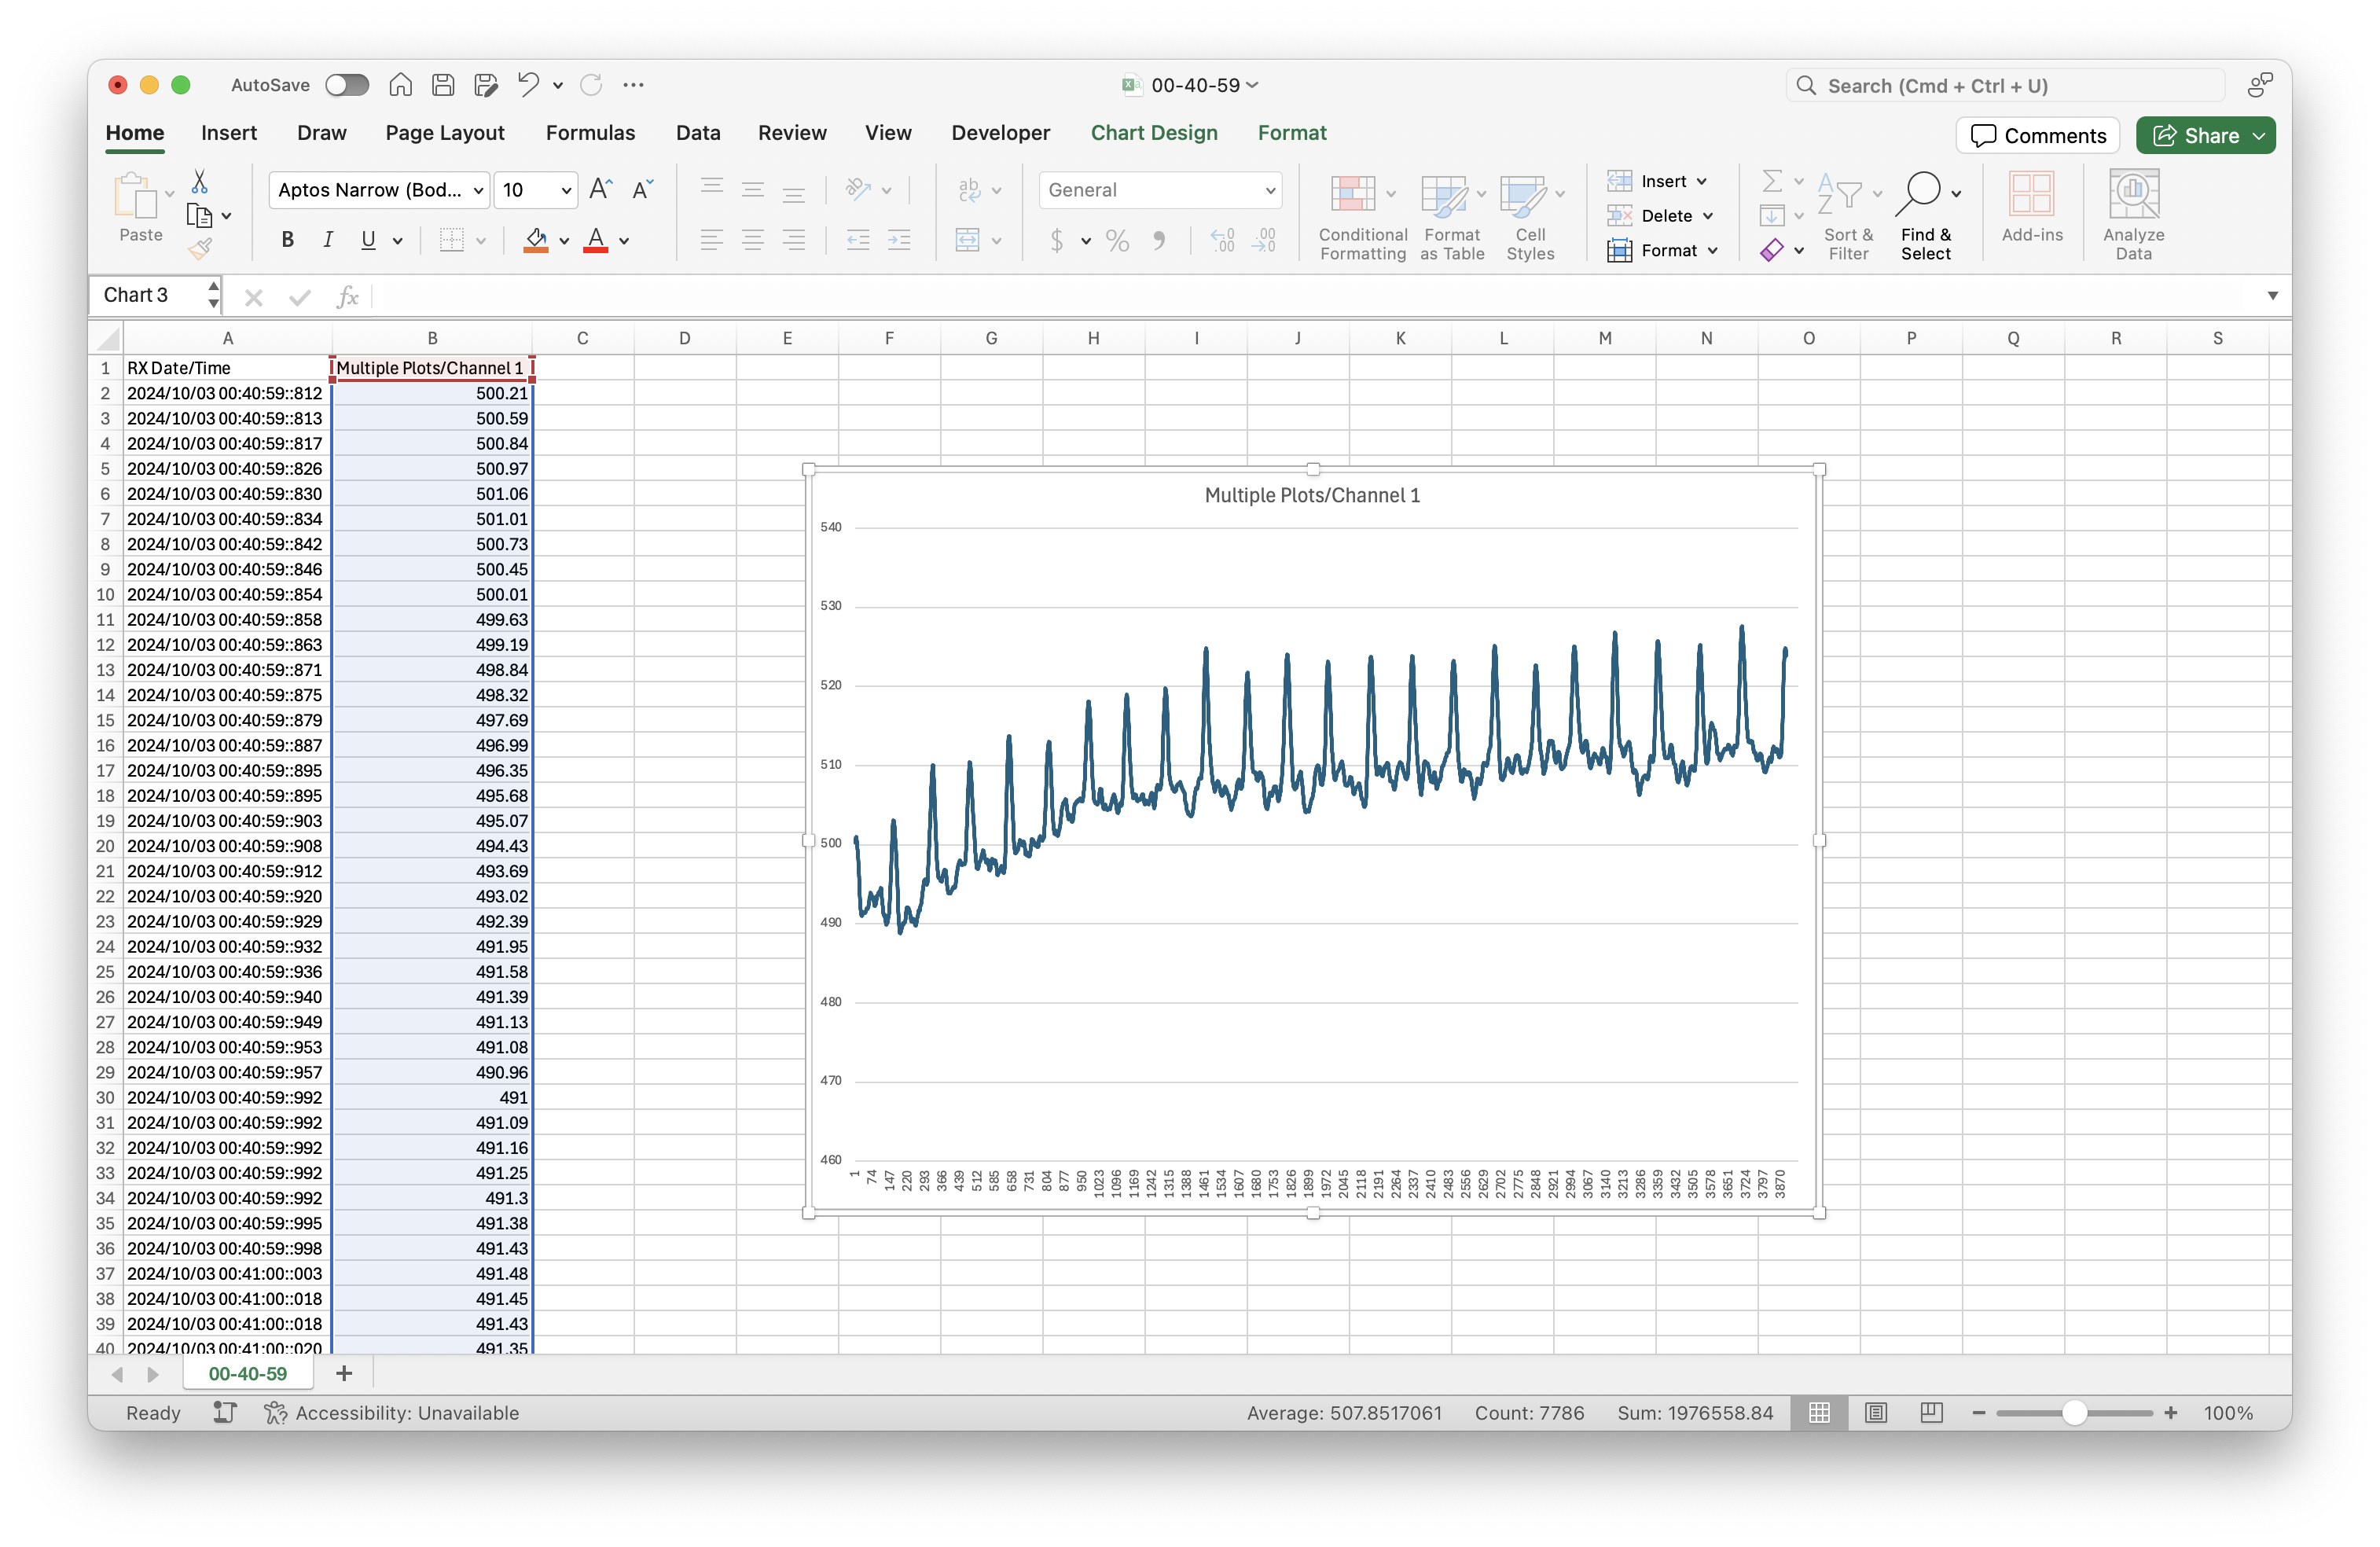 AutoSave
00-40-59
Search (Cmd + Ctrl + U)
Home Insert Draw Page Layout Formulas Data Review View Developer Chart Design Format
Comments Share
Paste
Aptos Narrow (Bod... 10
B I U
General
Conditional Formatting
Format as Table
Cell Styles
Insert
Delete
Format
Sort & Filter
Find & Select
Add-ins
Analyze Data
Chart 3
fx
A B C D E F G H I J K L M N O P Q R S
1 RX Date/Time Multiple Plots/Channel 1
2 2024/10/03 00:40:59::812 500.21
3 2024/10/03 00:40:59::813 500.59
4 2024/10/03 00:40:59::817 500.84
5 2024/10/03 00:40:59::826 500.97
6 2024/10/03 00:40:59::830 501.06
7 2024/10/03 00:40:59::834 501.01
8 2024/10/03 00:40:59::842 500.73
9 2024/10/03 00:40:59::846 500.45
10 2024/10/03 00:40:59::854 500.01
11 2024/10/03 00:40:59::858 499.63
12 2024/10/03 00:40:59::863 499.19
13 2024/10/03 00:40:59::871 498.84
14 2024/10/03 00:40:59::875 498.32
15 2024/10/03 00:40:59::879 497.69
16 2024/10/03 00:40:59::887 496.99
17 2024/10/03 00:40:59::895 496.35
18 2024/10/03 00:40:59::895 495.68
19 2024/10/03 00:40:59::903 495.07
20 2024/10/03 00:40:59::908 494.43
21 2024/10/03 00:40:59::912 493.69
22 2024/10/03 00:40:59::920 493.02
23 2024/10/03 00:40:59::929 492.39
24 2024/10/03 00:40:59::932 491.95
25 2024/10/03 00:40:59::936 491.58
26 2024/10/03 00:40:59::940 491.39
27 2024/10/03 00:40:59::949 491.13
28 2024/10/03 00:40:59::953 491.08
29 2024/10/03 00:40:59::957 490.96
30 2024/10/03 00:40:59::992 491
31 2024/10/03 00:40:59::992 491.09
32 2024/10/03 00:40:59::992 491.16
33 2024/10/03 00:40:59::992 491.25
34 2024/10/03 00:40:59::992 491.3
35 2024/10/03 00:40:59::995 491.38
36 2024/10/03 00:40:59::998 491.43
37 2024/10/03 00:41:00::003 491.48
38 2024/10/03 00:41:00::018 491.45
39 2024/10/03 00:41:00::018 491.43
40 2024/10/03 00:41:00::020 491.35
Multiple Plots/Channel 1
540
530
520
510
500
490
480
470
460
1 74 147 220 293 366 439 512 585 658 731 804 877 950 1023 1096 1169 1242 1315 1388 1461 1534 1607 1680 1753 1826 1899 1972 2045 2118 2191 2264 2337 2410 2483 2556 2629 2702 2775 2848 2921 2994 3067 3140 3213 3286 3359 3432 3505 3578 3651 3724 3797 3870
00-40-59
Ready Accessibility: Unavailable Average: 507.8517061 Count: 7786 Sum: 1976558.84 100%